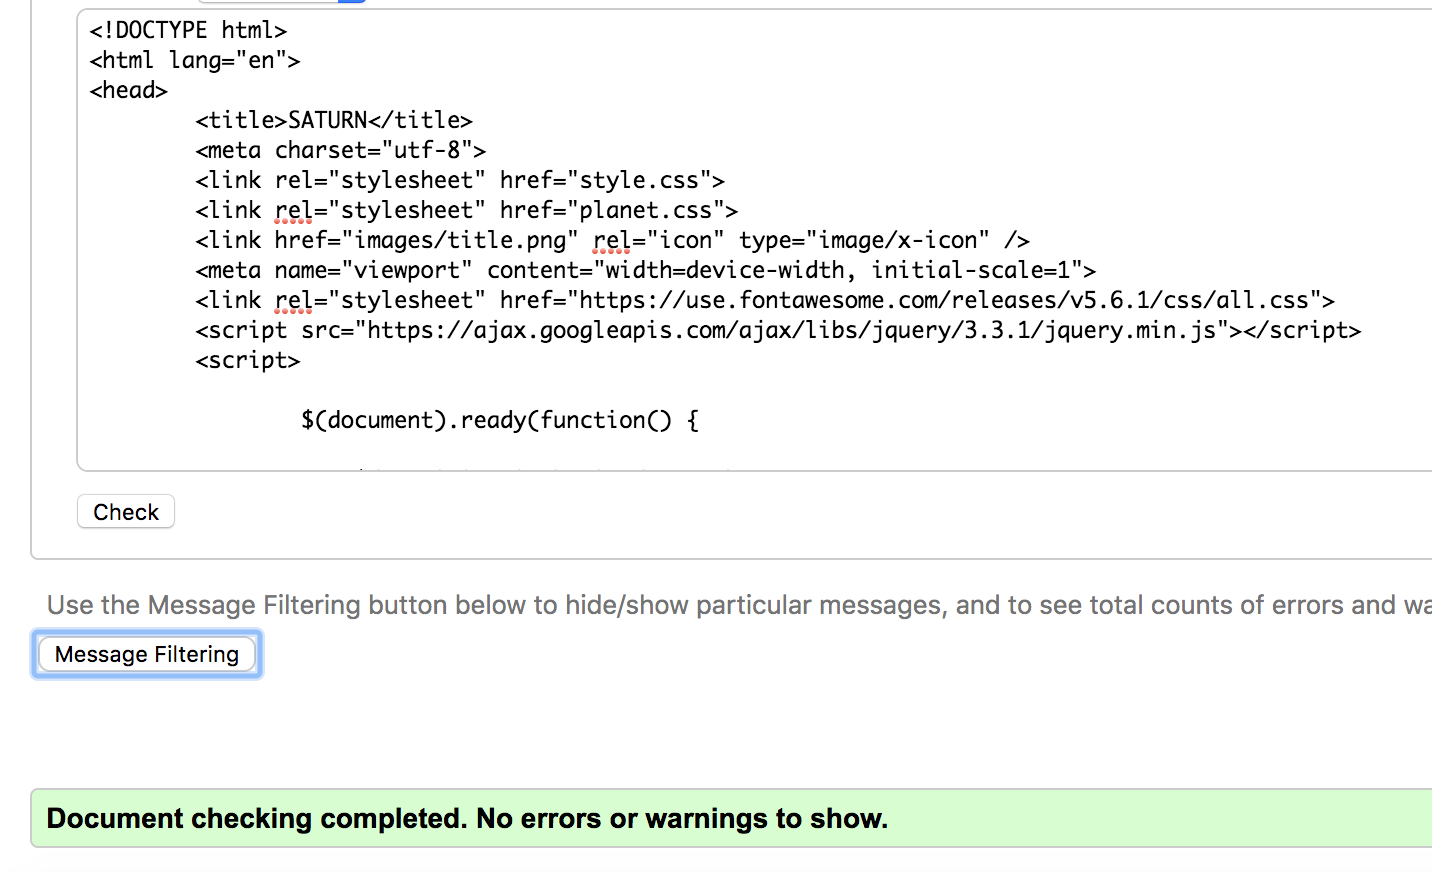 <!DOCTYPE html>
<html lang="en">
<head>
<title>SATURN</title>
<meta charset="utf-8">
<link rel="stylesheet" href="style.css">
<link rel="stylesheet" href="planet.css">
<link href="images/title.png" rel="icon" type="image/x-icon" />
<meta name="viewport" content="width=device-width, initial-scale=1">
<link rel="stylesheet" href="https://use.fontawesome.com/releases/v5.6.1/css/all.css">
<script src="https://ajax.googleapis.com/ajax/libs/jquery/3.3.1/jquery.min.js"></script>
<script>
$(document).ready(function() {
Check
Use the Message Filtering button below to hide/show particular messages, and to see total counts of errors and
Message Filtering
Document checking completed. No errors or warnings to show.